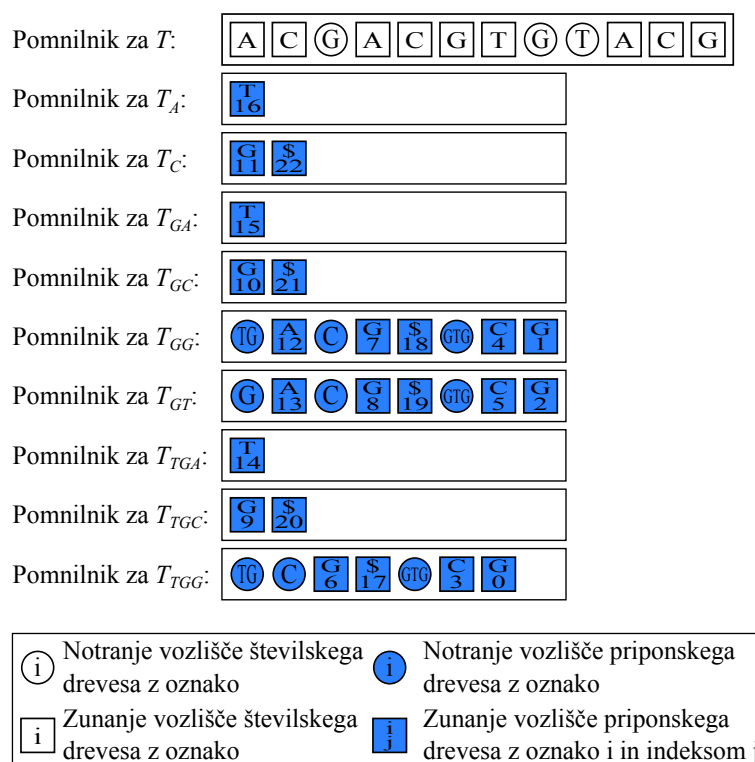 Pomnilnik za T: A C G A C G T G T A C G
Pomnilnik za T_A: T 16
Pomnilnik za T_C: G 11 $ 22
Pomnilnik za T_GA: T 15
Pomnilnik za T_GC: G 10 $ 21
Pomnilnik za T_GG: TG A 12 C G 7 $ 18 GTG C 4 G 1
Pomnilnik za T_GT: G A 13 C G 8 $ 19 GTG C 5 G 2
Pomnilnik za T_TGA: T 14
Pomnilnik za T_TGC: G 9 $ 20
Pomnilnik za T_TGG: TG C G 6 $ 17 GTG C 3 G 0
i Notranje vozlišče številskega
drevesa z oznako
i Notranje vozlišče priponskega
drevesa z oznako
i Zunanje vozlišče številskega
drevesa z oznako
i j Zunanje vozlišče priponskega
drevesa z oznako i in indeksom j